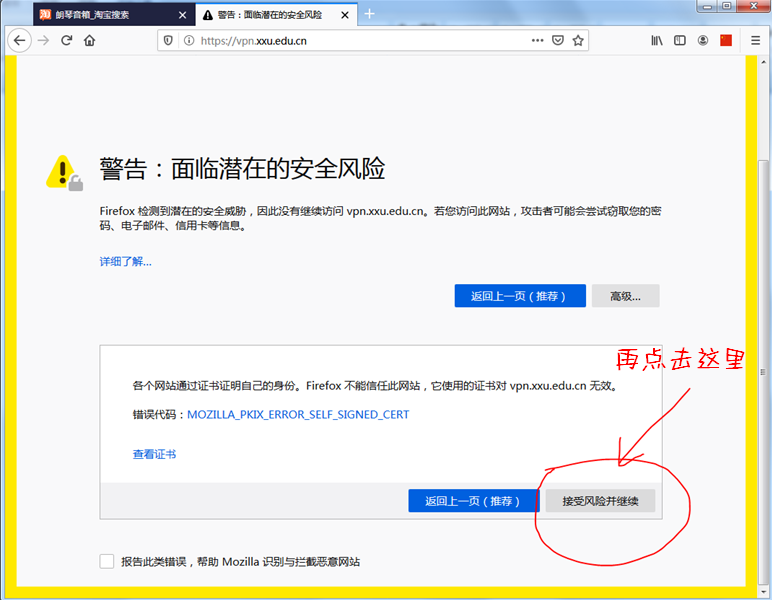 朗琴音箱_淘宝搜索
警告：面临潜在的安全风险
https://vpn.xxu.edu.cn
警告：面临潜在的安全风险
Firefox 检测到潜在的安全威胁，因此没有继续访问 vpn.xxu.edu.cn。若您访问此网站，攻击者可能会尝试窃取您的密
码、电子邮件、信用卡等信息。
详细了解...
返回上一页（推荐）
高级...
再点击这里
各个网站通过证书证明自己的身份。Firefox 不能信任此网站，它使用的证书对 vpn.xxu.edu.cn 无效。
错误代码：MOZILLA_PKIX_ERROR_SELF_SIGNED_CERT
查看证书
返回上一页（推荐）
接受风险并继续
报告此类错误，帮助 Mozilla 识别与拦截恶意网站